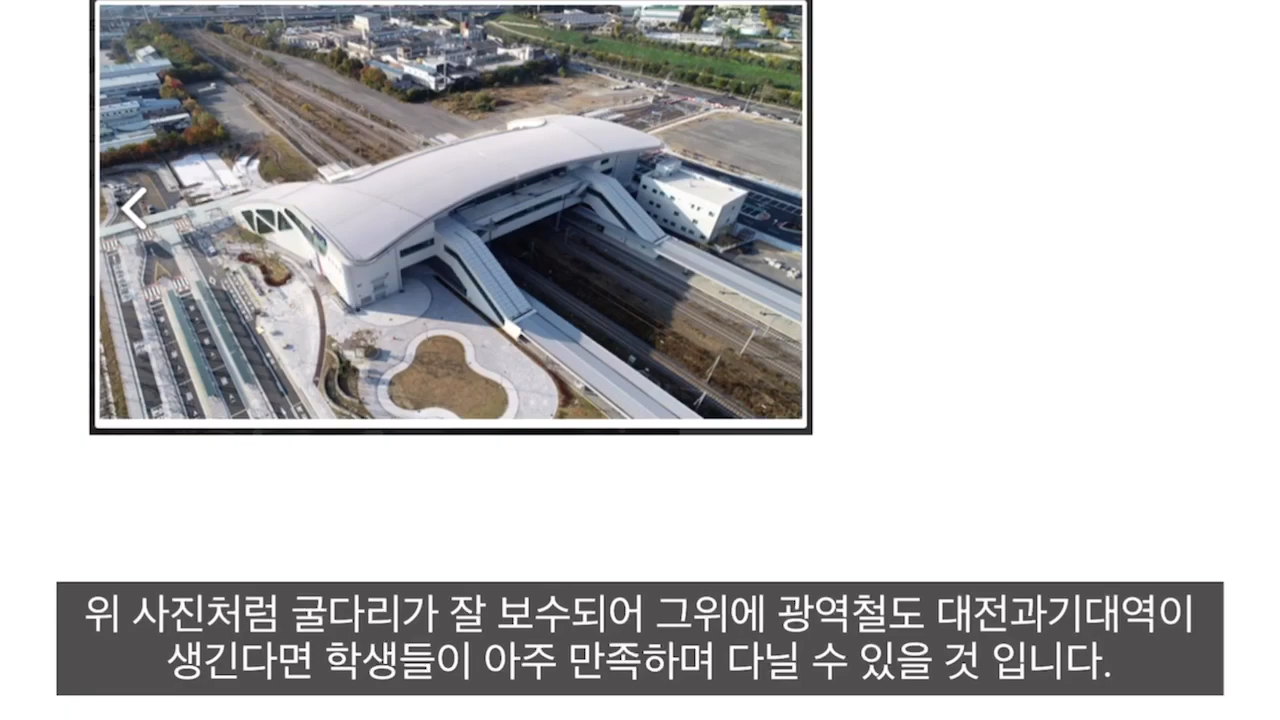 위 사진처럼 굴다리가 잘 보수되어 그위에 광역철도 대전과기대역이
생긴다면 학생들이 아주 만족하며 다닐 수 있을 것 입니다.